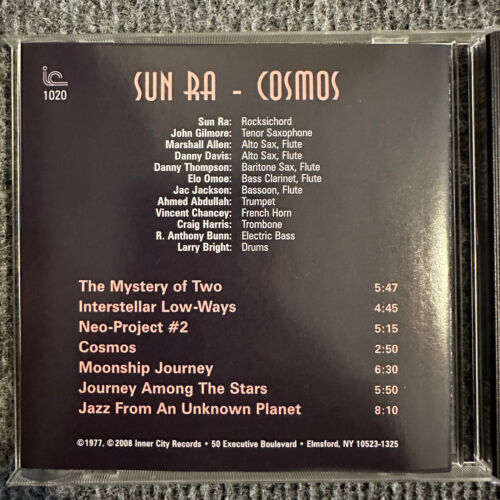 ic
1020
SUN RA - COSMOS
Sun Ra: Rocksichord
John Gilmore: Tenor Saxophone
Marshall Allen: Alto Sax, Flute
Danny Davis: Alto Sax, Flute
Danny Thompson: Baritone Sax, Flute
Elo Omoe: Bass Clarinet, Flute
Jac Jackson: Bassoon, Flute
Ahmed Abdullah: Trumpet
Vincent Chancey: French Horn
Craig Harris: Trombone
R. Anthony Bunn: Electric Bass
Larry Bright: Drums
The Mystery of Two 5:47
Interstellar Low-Ways 4:45
Neo-Project #2 5:15
Cosmos 2:50
Moonship Journey 6:30
Journey Among The Stars 5:50
Jazz From An Unknown Planet 8:10
©1977, ©2008 Inner City Records • 50 Executive Boulevard • Elmsford, NY 10523-1325